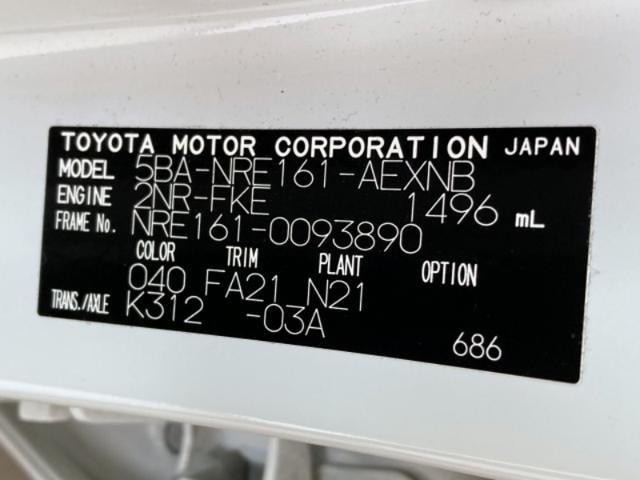 TOYOTA MOTOR CORPORATION JAPAN
MODEL 5BA-NRE161-AEXNB
ENGINE 2NR-FKE 1496 mL
FRAME No. NRE161-0093890
COLOR TRIM PLANT OPTION
040 FA21 N21
TRANS./AXLE K312 -03A
686